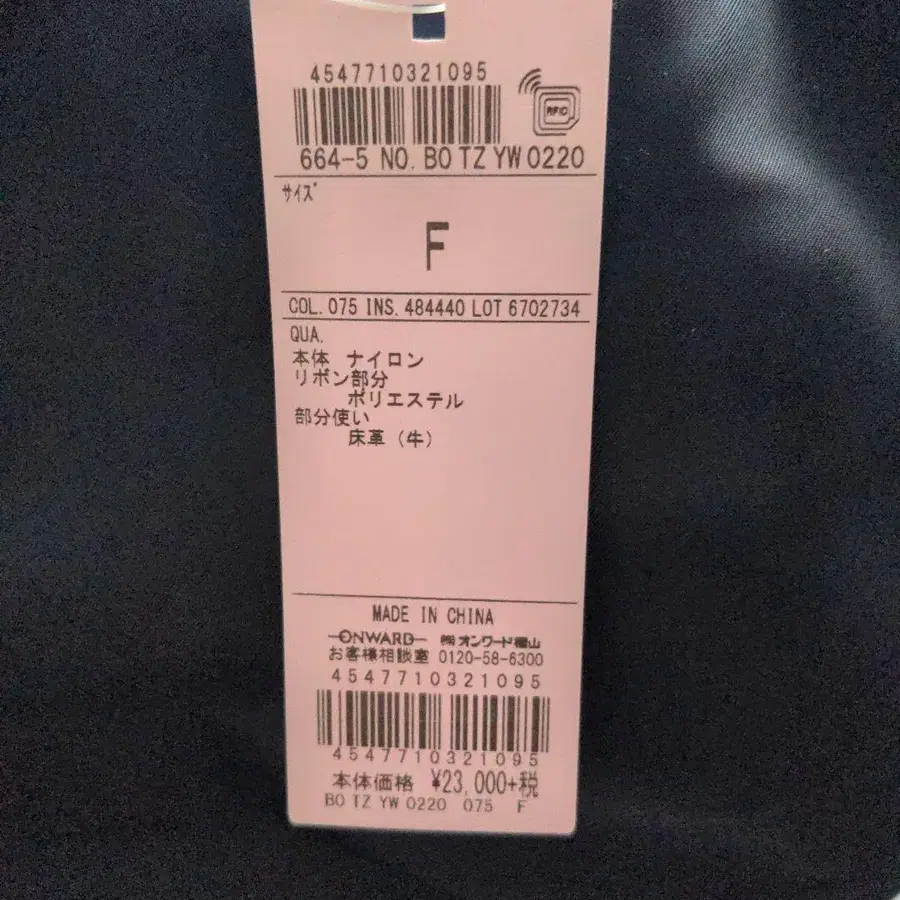 4547710321095
RFID
664-5 NO. BO TZ YW 0220
サイズ
F
COL. 075 INS. 484440 LOT 6702734
QUA.
本体 ナイロン
リボン部分
ポリエステル
部分使い
床革（牛）
MADE IN CHINA
ONWARD ㈱オンワード樫山
お客様相談室 0120-58-6300
4547710321095
4547710321095
本体価格 ¥23,000+税
BO TZ YW 0220 075 F